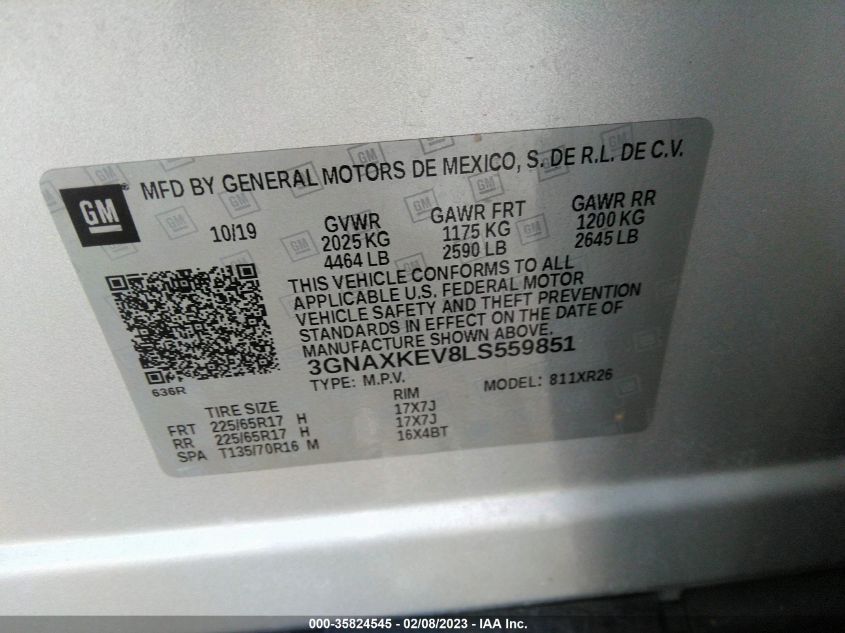 GM ® MFD BY GENERAL MOTORS DE MEXICO, S. DE R.L. DE C.V.
10/19 GVWR GAWR FRT GAWR RR
2025 KG 1175 KG 1200 KG
4464 LB 2590 LB 2645 LB
THIS VEHICLE CONFORMS TO ALL
APPLICABLE U.S. FEDERAL MOTOR
VEHICLE SAFETY AND THEFT PREVENTION
STANDARDS IN EFFECT ON THE DATE OF
MANUFACTURE SHOWN ABOVE.
3GNAXKEV8LS559851
636R TYPE: M.P.V. MODEL: 811XR26
TIRE SIZE RIM
FRT 225/65R17 H 17X7J
RR 225/65R17 H 17X7J
SPA T135/70R16 M 16X4BT
000-35824545 - 02/08/2023 - IAA Inc.